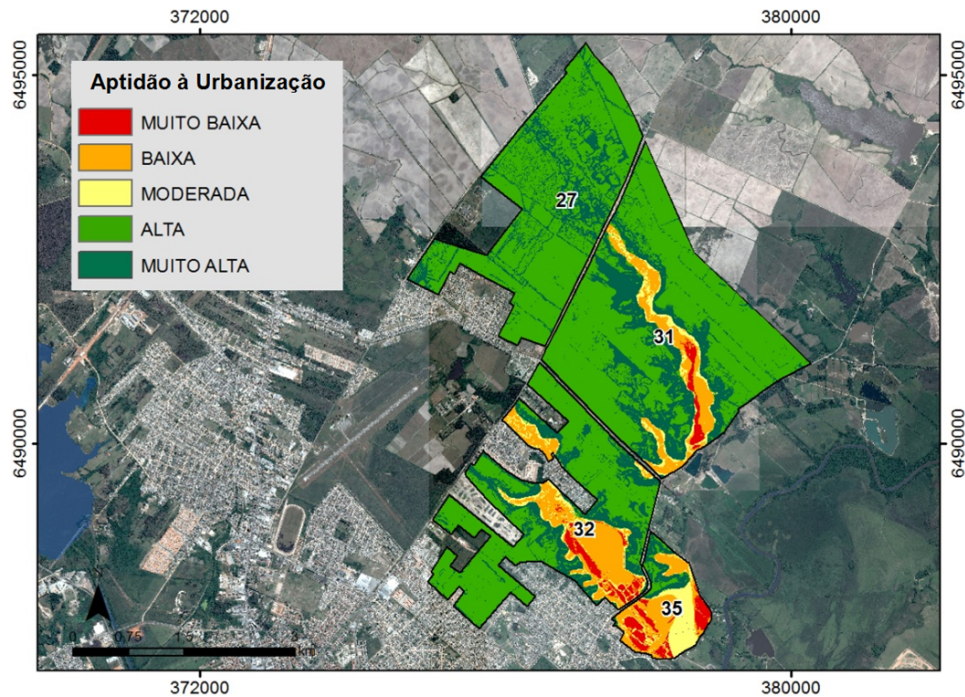 372000
380000
6495000
6495000
Aptidão à Urbanização
MUITO BAIXA
BAIXA
MODERADA
ALTA
MUITO ALTA
27
31
6490000
6490000
32
35
0 0.75 1.5 3
km
372000
380000